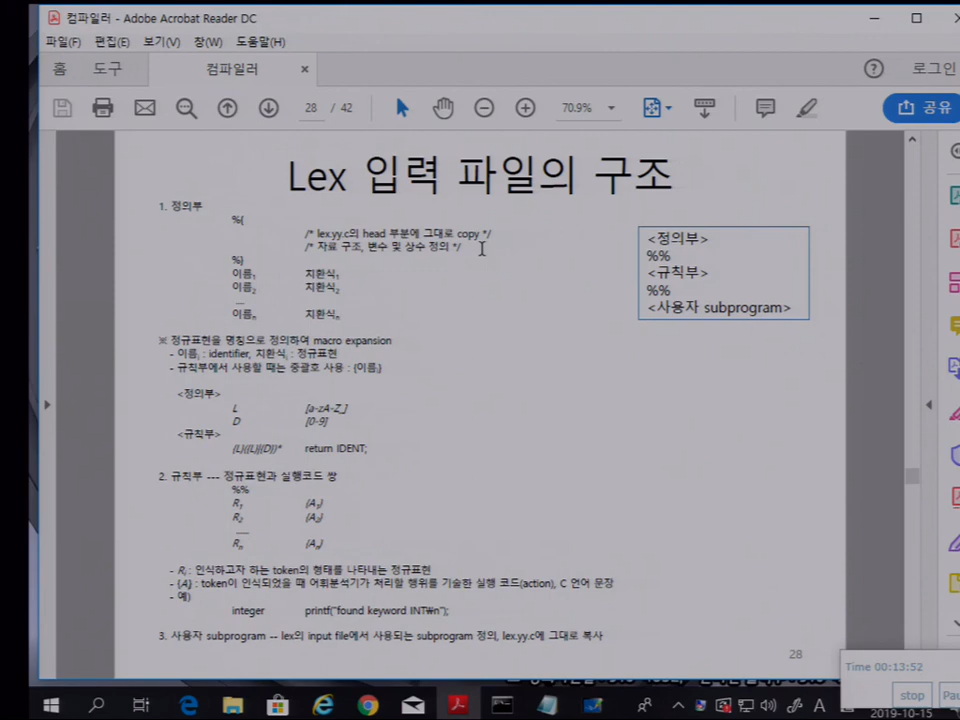 컴파일러 - Adobe Acrobat Reader DC
파일(F) 편집(E) 보기(V) 창(W) 도움말(H)
홈 도구 컴파일러 × 로그인
28 / 42 70.9% 공유
Lex 입력 파일의 구조
1. 정의부
%{
/* lex.yy.c의 head 부분에 그대로 copy */
/* 자료 구조, 변수 및 상수 정의 */
%}
이름₁ 치환식₁
이름₂ 치환식₂
...
이름ₙ 치환식ₙ
<정의부>
%%
<규칙부>
%%
<사용자 subprogram>
※ 정규표현을 명칭으로 정의하여 macro expansion
- 이름ᵢ : identifier, 치환식ᵢ : 정규표현
- 규칙부에서 사용할 때는 중괄호 사용 : {이름ᵢ}
<정의부>
L [a-zA-Z_]
D [0-9]
<규칙부>
{L}({L}|{D})* return IDENT;
2. 규칙부 --- 정규표현과 실행코드 쌍
%%
R₁ {A₁}
R₂ {A₂}
...
Rₙ {Aₙ}
- Rᵢ : 인식하고자 하는 token의 형태를 나타내는 정규표현
- {Aᵢ} : token이 인식되었을 때 어휘분석기가 처리할 행위를 기술한 실행 코드(action), C 언어 문장
- 예)
integer printf("found keyword INT₩n");
3. 사용자 subprogram -- lex의 input file에서 사용되는 subprogram 정의, lex.yy.c에 그대로 복사
28
Time 00:13:52
stop Pau
A
2019-10-15